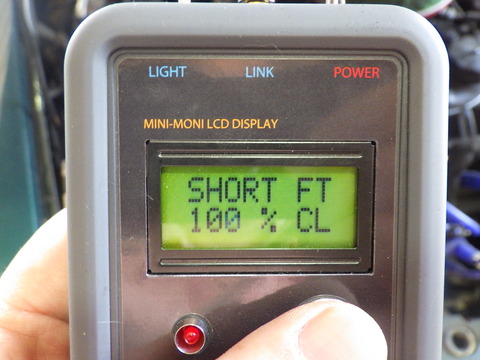 LIGHT LINK POWER
MINI-MONI LCD DISPLAY
SHORT FT
100 % CL